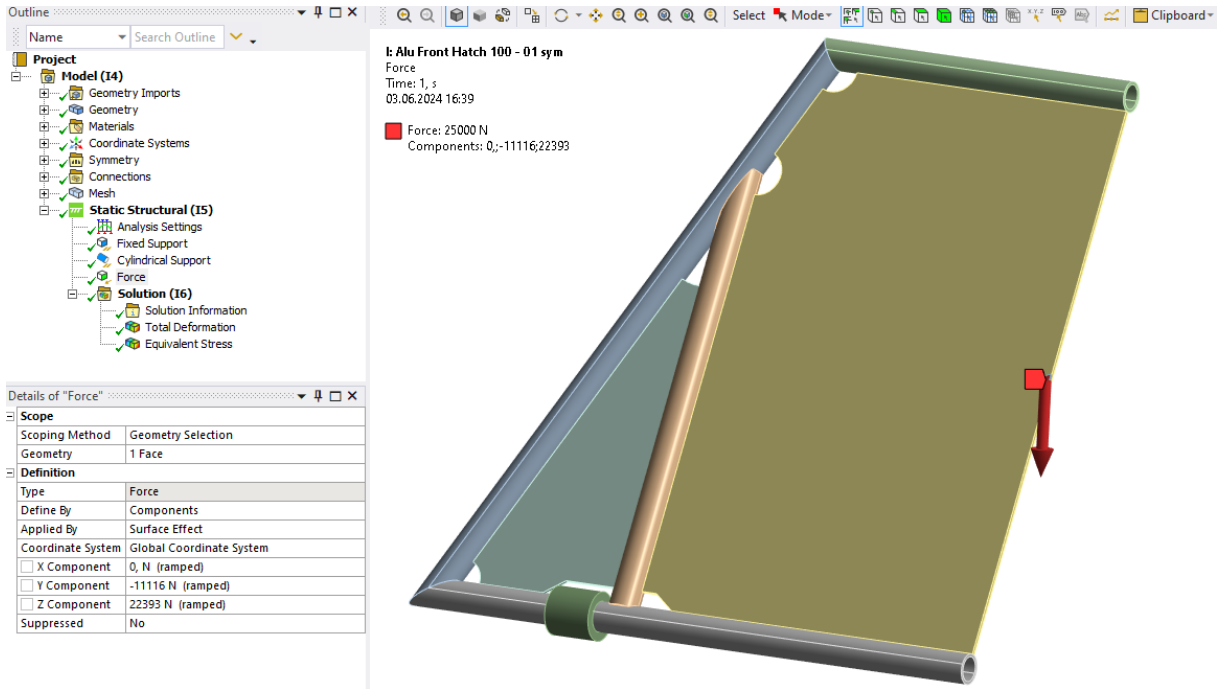 Outline
Name Search Outline
Project
Model (I4)
Geometry Imports
Geometry
Materials
Coordinate Systems
Symmetry
Connections
Mesh
Static Structural (I5)
Analysis Settings
Fixed Support
Cylindrical Support
Force
Solution (I6)
Solution Information
Total Deformation
Equivalent Stress
Details of "Force"
Scope
Scoping Method Geometry Selection
Geometry 1 Face
Definition
Type Force
Define By Components
Applied By Surface Effect
Coordinate System Global Coordinate System
X Component 0, N (ramped)
Y Component -11116 N (ramped)
Z Component 22393 N (ramped)
Suppressed No
Select Mode Clipboard
I: Alu Front Hatch 100 - 01 sym
Force
Time: 1, s
03.06.2024 16:39
Force: 25000 N
Components: 0,;-11116;22393